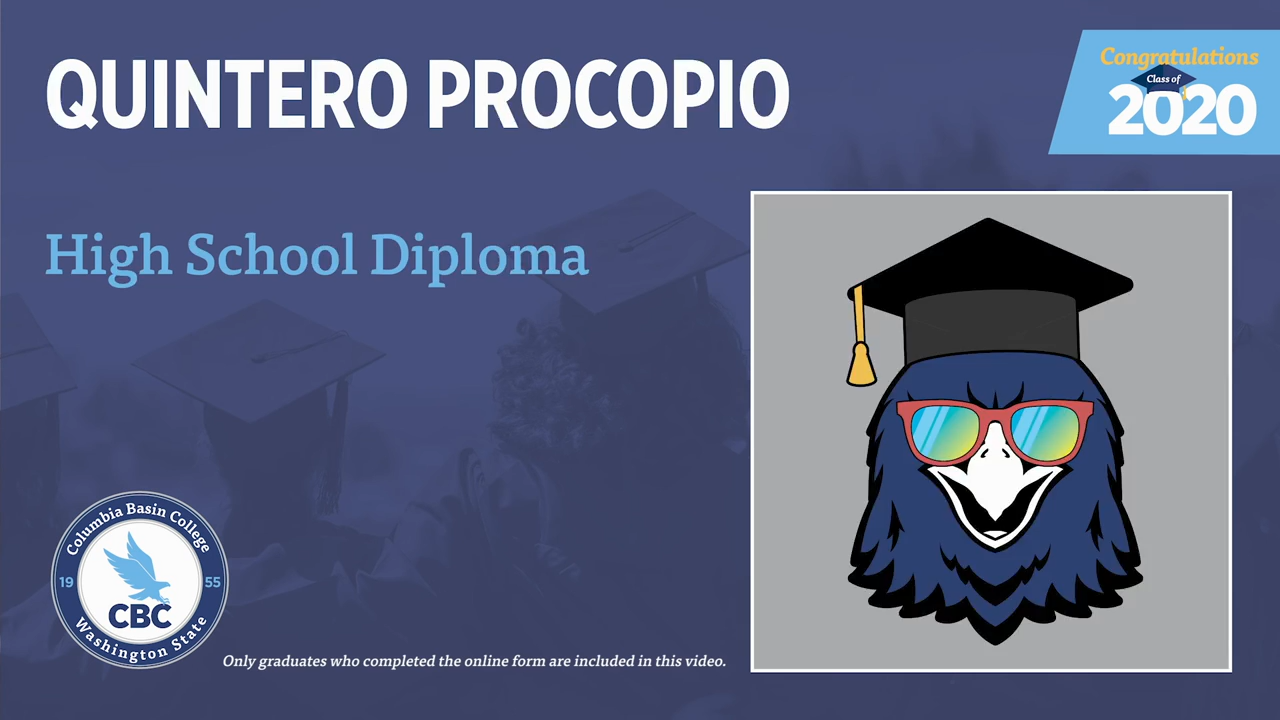 QUINTERO PROCOPIO
Congratulations
Class of
2020
High School Diploma
Columbia Basin College
19 55
CBC
Washington State
Only graduates who completed the online form are included in this video.